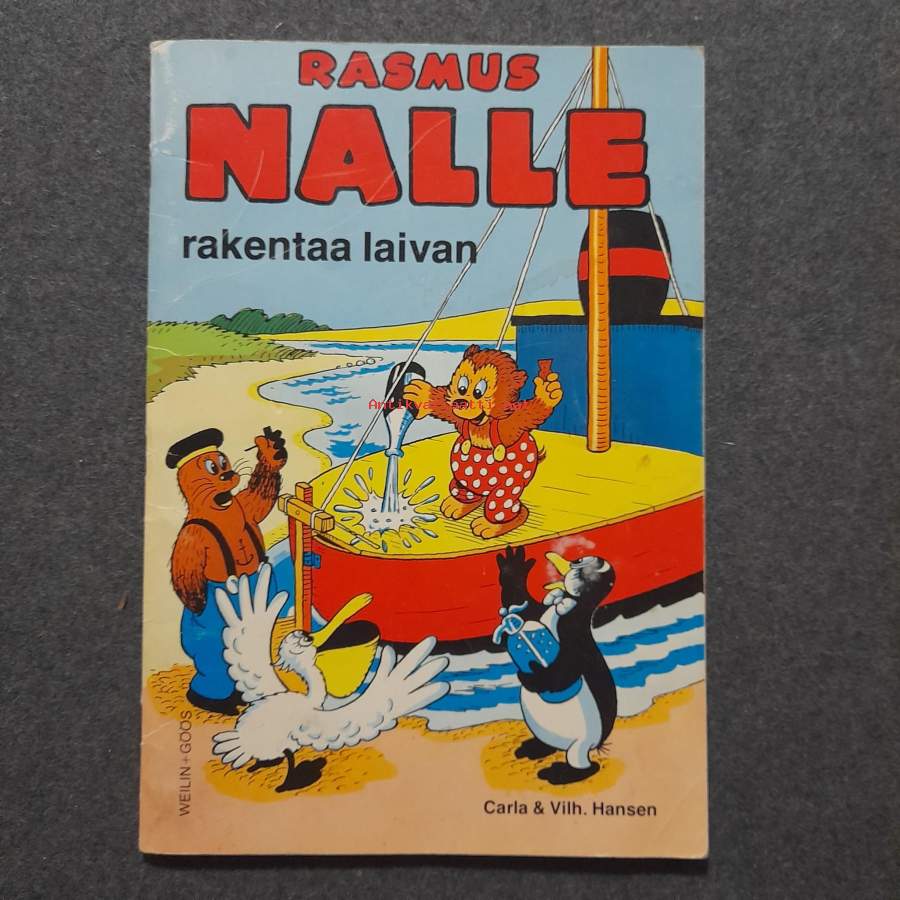 RASMUS
NALLE
rakentaa laivan
WEILIN+GÖÖS
Carla & Vilh. Hansen